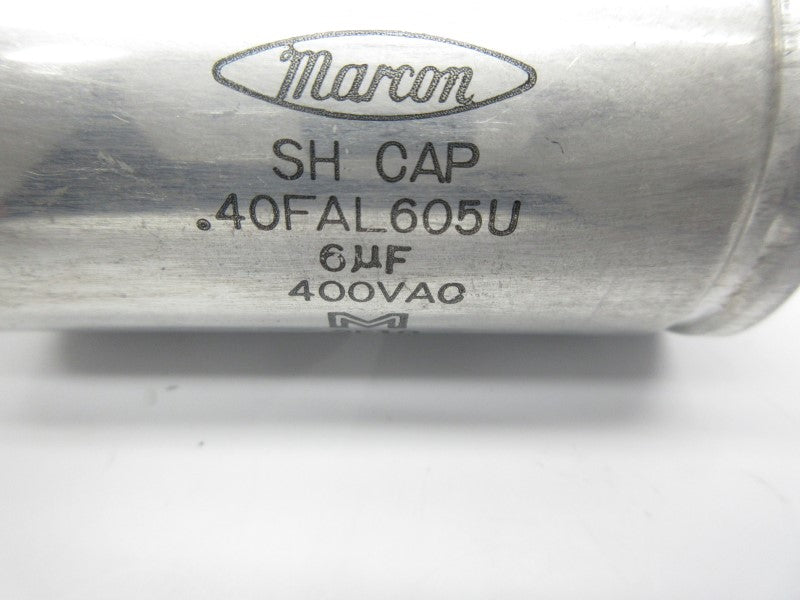 Marcon
SH CAP
.40FAL605U
6µF
400VAC
M